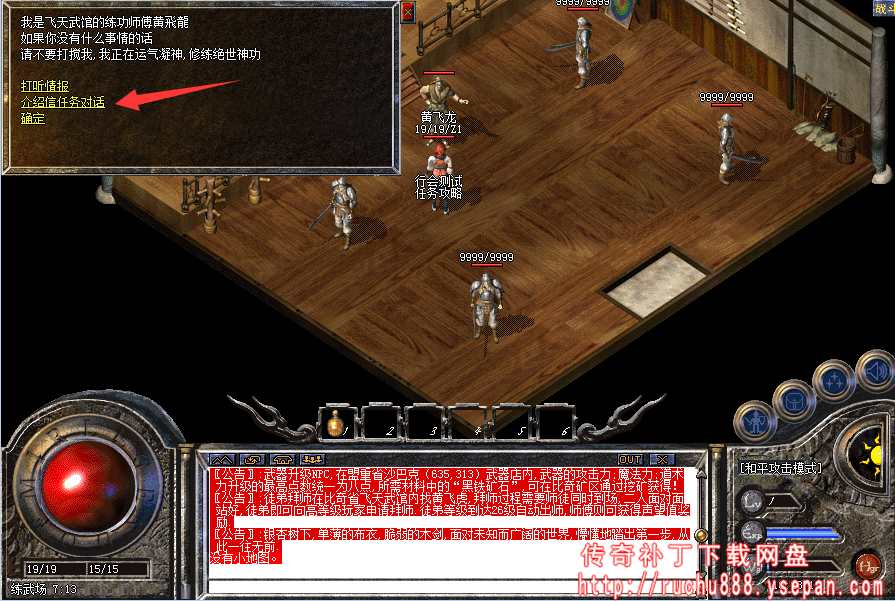 我是飞天武馆的练功师傅黄飛龍
如果你没有什么事情的话
请不要打搅我,我正在运气凝神,修练绝世神功
打听情报
介绍信任务对话
确定
9999/9999
9999/9999
黄飞龙
19/19/Z1
行会测试
任务攻略
9999/9999
1 2 3 4 5 6
OUT
〖公告〗武器升级NPC,在盟重省沙巴克（635,313）武器店内,武器的攻击力,魔法力,道术
力升级的最高点数统一为八点,所需材料中的“黑铁矿石” 可在比奇矿区通过挖矿获得!
〖公告〗:徒弟拜师在比奇省飞天武馆内找黄飞虎,拜师过程需要师徒同时到场,二人面对面
站好,徒弟即可向高等级玩家申请拜师.徒弟等级到达26级自动出师.师傅则可获得声望值奖
励
〖公告〗:银杏树下,单薄的布衣,脆弱的木剑,面对未知而广阔的世界,懵懂地踏出第一步,从
此一往无前.
没有小地图。
[和平攻击模式]
Lv
1
Exp
19/19
15/15
练武场 7:13
传奇补丁下载网盘
http://ruchu888.ysepan.com